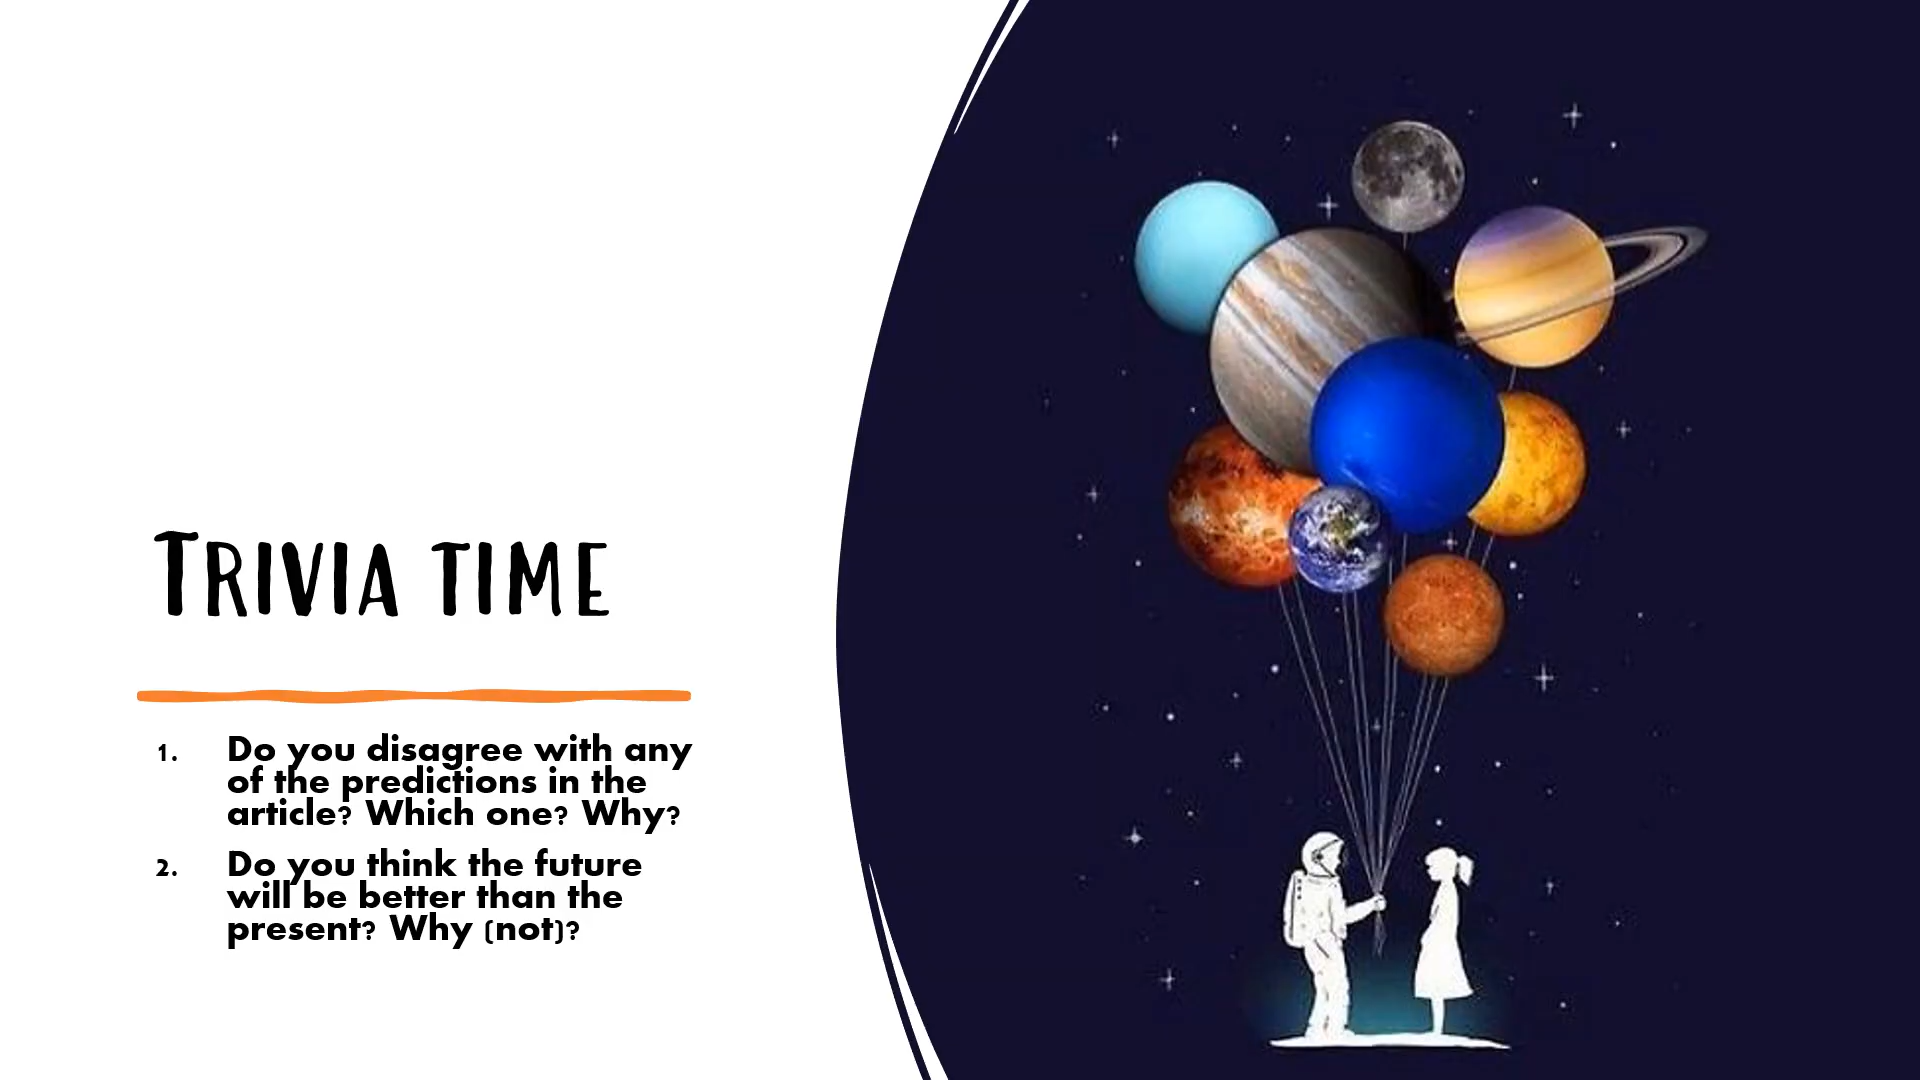 Trivia time
1. Do you disagree with any
of the predictions in the
article? Which one? Why?
2. Do you think the future
will be better than the
present? Why (not)?